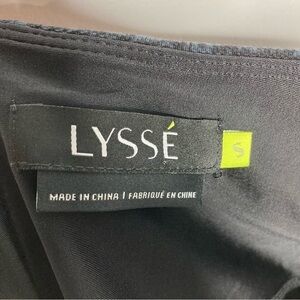 LYSSÉ
S
MADE IN CHINA | FABRIQUÉ EN CHINE